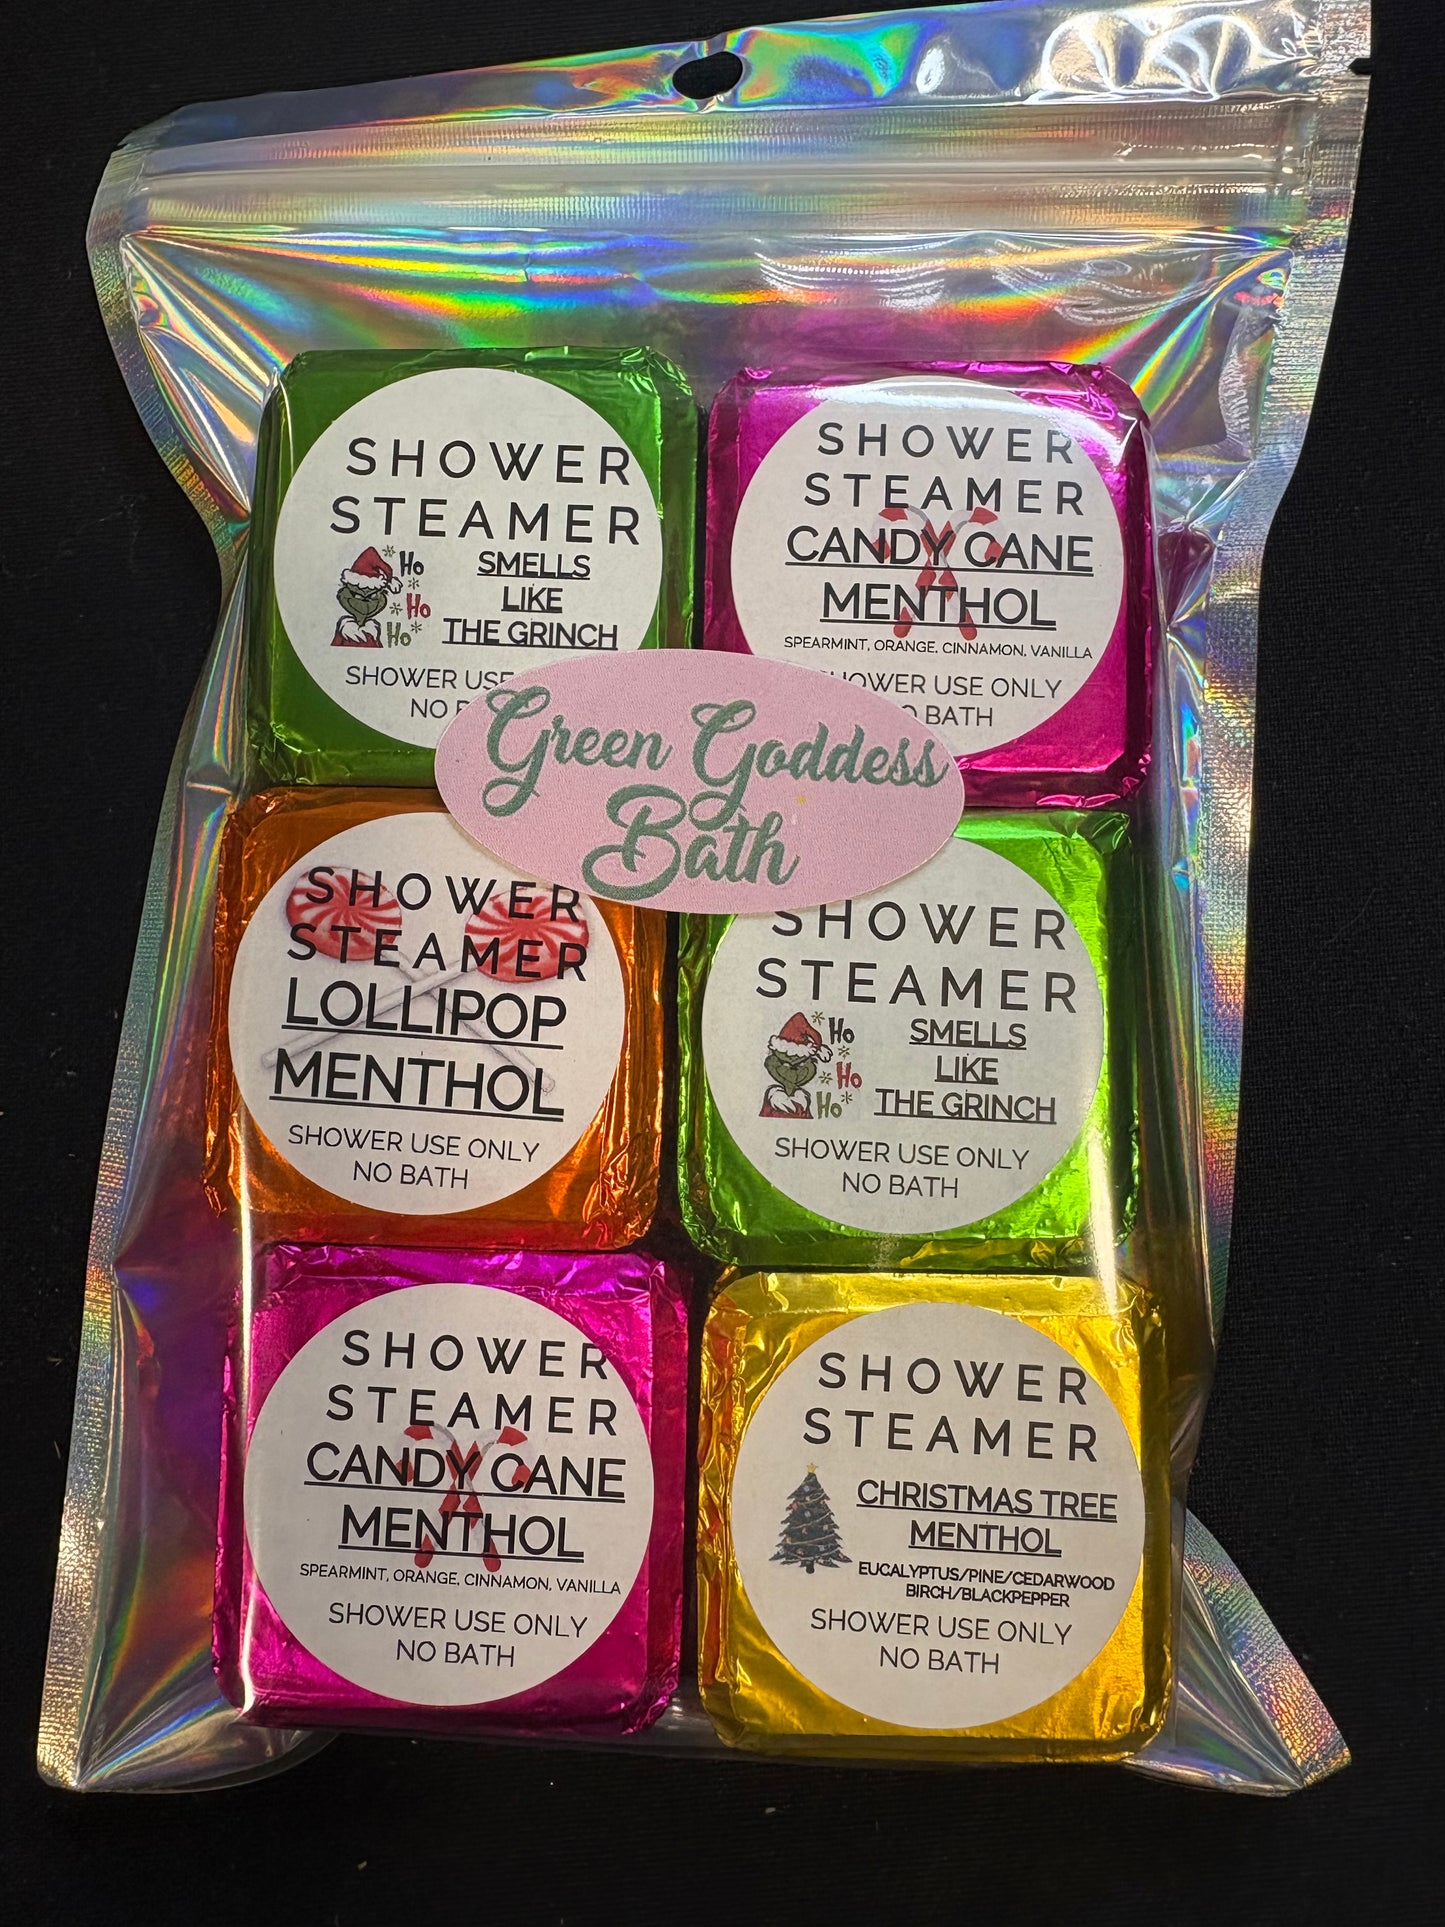 SHOWER
STEAMER
Ho
Ho
Ho
SMELLS
LIKE
THE GRINCH
SHOWER USE
NO
SHOWER
STEAMER
CANDY CANE
MENTHOL
SPEARMINT, ORANGE, CINNAMON, VANILLA
SHOWER USE ONLY
NO BATH
Green Goddess
Bath
SHOWER
STEAMER
LOLLIPOP
MENTHOL
SHOWER USE ONLY
NO BATH
SHOWER
STEAMER
Ho
Ho
Ho
SMELLS
LIKE
THE GRINCH
SHOWER USE ONLY
NO BATH
SHOWER
STEAMER
CANDY CANE
MENTHOL
SPEARMINT, ORANGE, CINNAMON, VANILLA
SHOWER USE ONLY
NO BATH
SHOWER
STEAMER
CHRISTMAS TREE
MENTHOL
EUCALYPTUS/PINE/CEDARWOOD
BIRCH/BLACKPEPPER
SHOWER USE ONLY
NO BATH